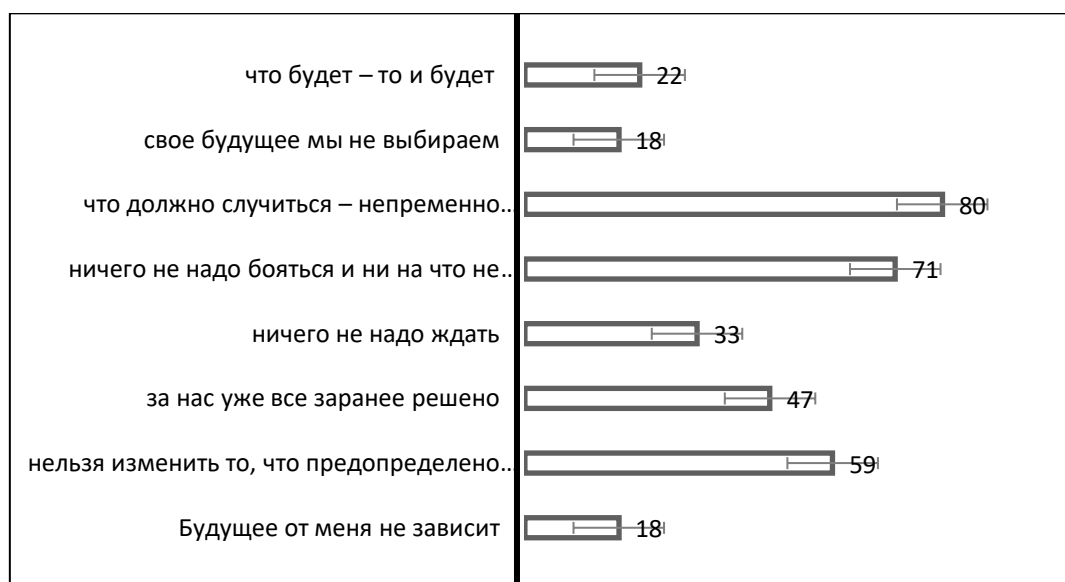 что будет – то и будет 22
свое будущее мы не выбираем 18
что должно случиться – непременно… 80
ничего не надо бояться и ни на что не… 71
ничего не надо ждать 33
за нас уже все заранее решено 47
нельзя изменить то, что предопределено… 59
Будущее от меня не зависит 18